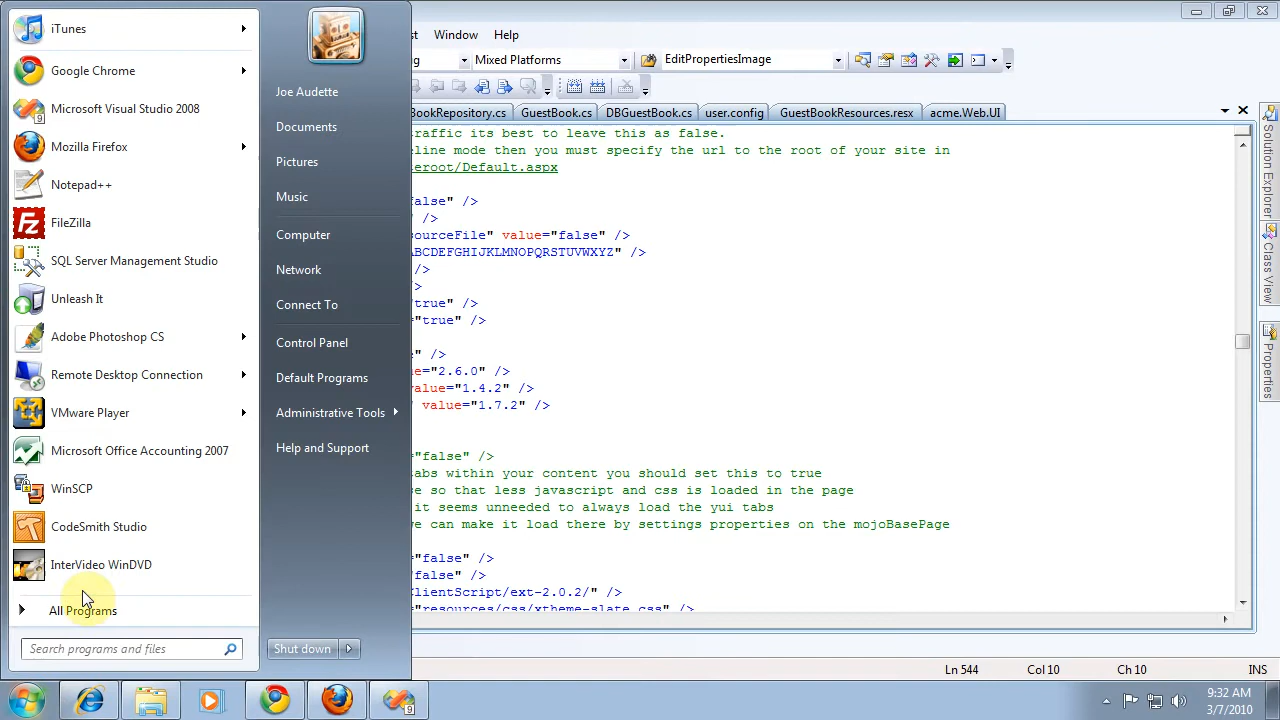 iTunes
Google Chrome
Microsoft Visual Studio 2008
Mozilla Firefox
Notepad++
FileZilla
SQL Server Management Studio
Unleash It
Adobe Photoshop CS
Remote Desktop Connection
VMware Player
Microsoft Office Accounting 2007
WinSCP
CodeSmith Studio
InterVideo WinDVD
All Programs
Search programs and files
Joe Audette
Documents
Pictures
Music
Computer
Network
Connect To
Control Panel
Default Programs
Administrative Tools
Help and Support
Shut down
st Window Help
g Mixed Platforms EditPropertiesImage
BookRepository.cs GuestBook.cs DBGuestBook.cs user.config GuestBookResources.resx acme.Web.UI
raffic its best to leave this as false.
line mode then you must specify the url to the root of your site in
eroot/Default.aspx
alse" />
" />
ourceFile" value="false" />
BCDEFGHIJKLMNOPQRSTUVWXYZ" />
/>
>
true" />
="true" />
" />
e="2.6.0" />
value="1.4.2" />
" value="1.7.2" />
="false" />
abs within your content you should set this to true
e so that less javascript and css is loaded in the page
it seems unneeded to always load the yui tabs
we can make it load there by settings properties on the mojoBasePage
="false" />
"false" />
ClientScript/ext-2.0.2/" />
="resources/css/xtheme-slate.css" />
Solution Explorer
Class View
Properties
Ln 544 Col 10 Ch 10 INS
9:32 AM
3/7/2010